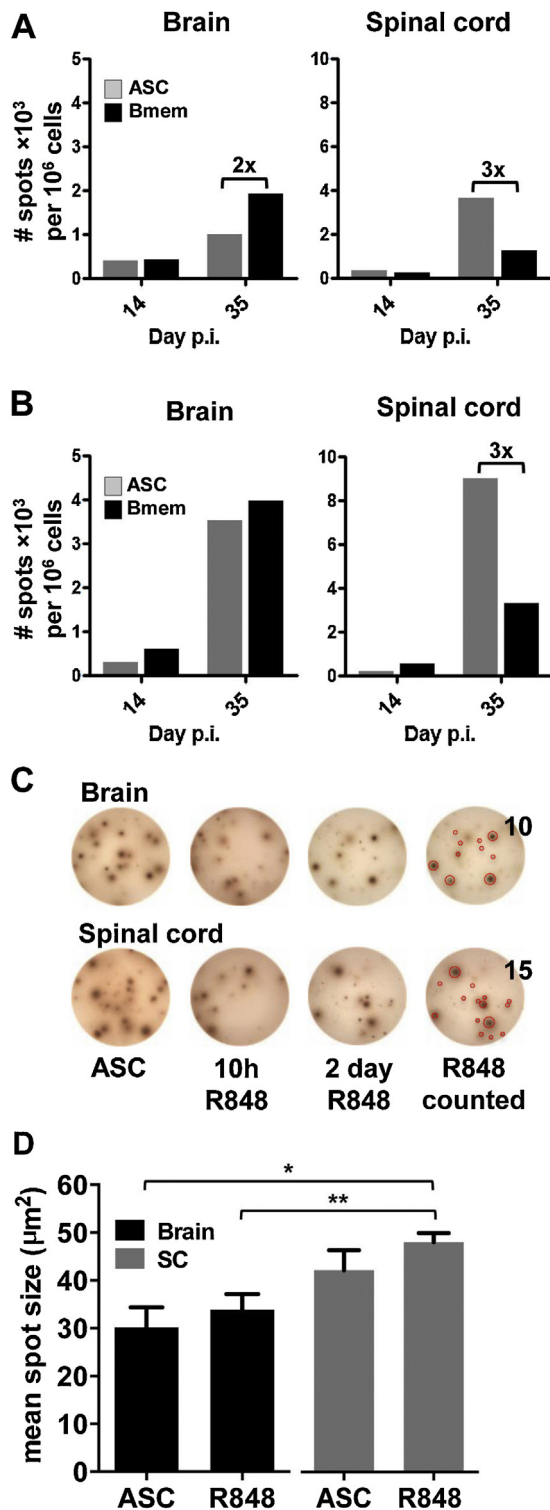 A
Brain
Spinal cord
# spots ×10³
per 10⁶ cells
5
4
3
2
1
0
ASC
Bmem
2x
14
35
Day p.i.
10
8
6
4
2
0
3x
14
35
Day p.i.
B
Brain
Spinal cord
# spots ×10³
per 10⁶ cells
5
4
3
2
1
0
ASC
Bmem
14
35
Day p.i.
10
8
6
4
2
0
3x
14
35
Day p.i.
C
Brain
10
Spinal cord
15
ASC
10h
R848
2 day
R848
R848
counted
D
mean spot size (µm²)
60
50
40
30
20
10
0
*
**
Brain
SC
ASC
R848
ASC
R848